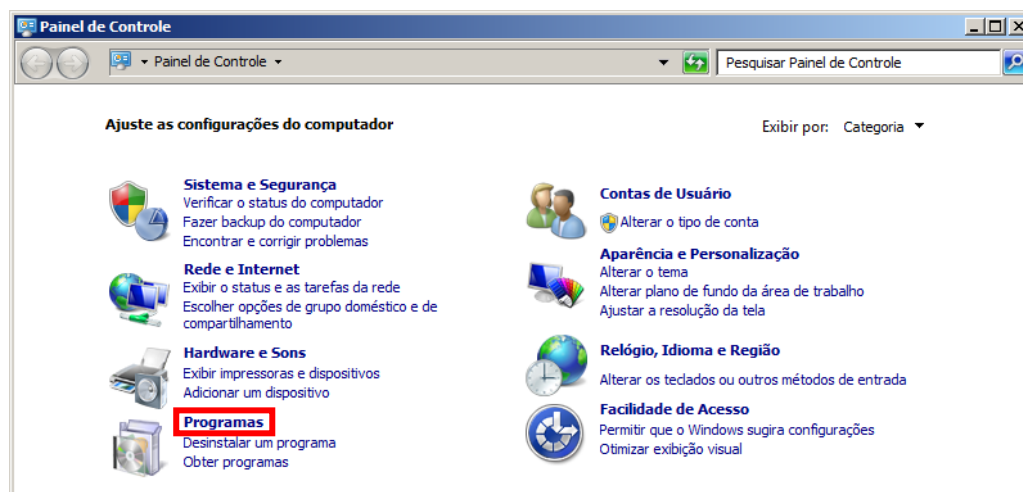 Painel de Controle
Painel de Controle
Pesquisar Painel de Controle
Ajuste as configurações do computador
Exibir por: Categoria
Sistema e Segurança
Verificar o status do computador
Fazer backup do computador
Encontrar e corrigir problemas
Rede e Internet
Exibir o status e as tarefas da rede
Escolher opções de grupo doméstico e de
compartilhamento
Hardware e Sons
Exibir impressoras e dispositivos
Adicionar um dispositivo
Programas
Desinstalar um programa
Obter programas
Contas de Usuário
Alterar o tipo de conta
Aparência e Personalização
Alterar o tema
Alterar plano de fundo da área de trabalho
Ajustar a resolução da tela
Relógio, Idioma e Região
Alterar os teclados ou outros métodos de entrada
Facilidade de Acesso
Permitir que o Windows sugira configurações
Otimizar exibição visual